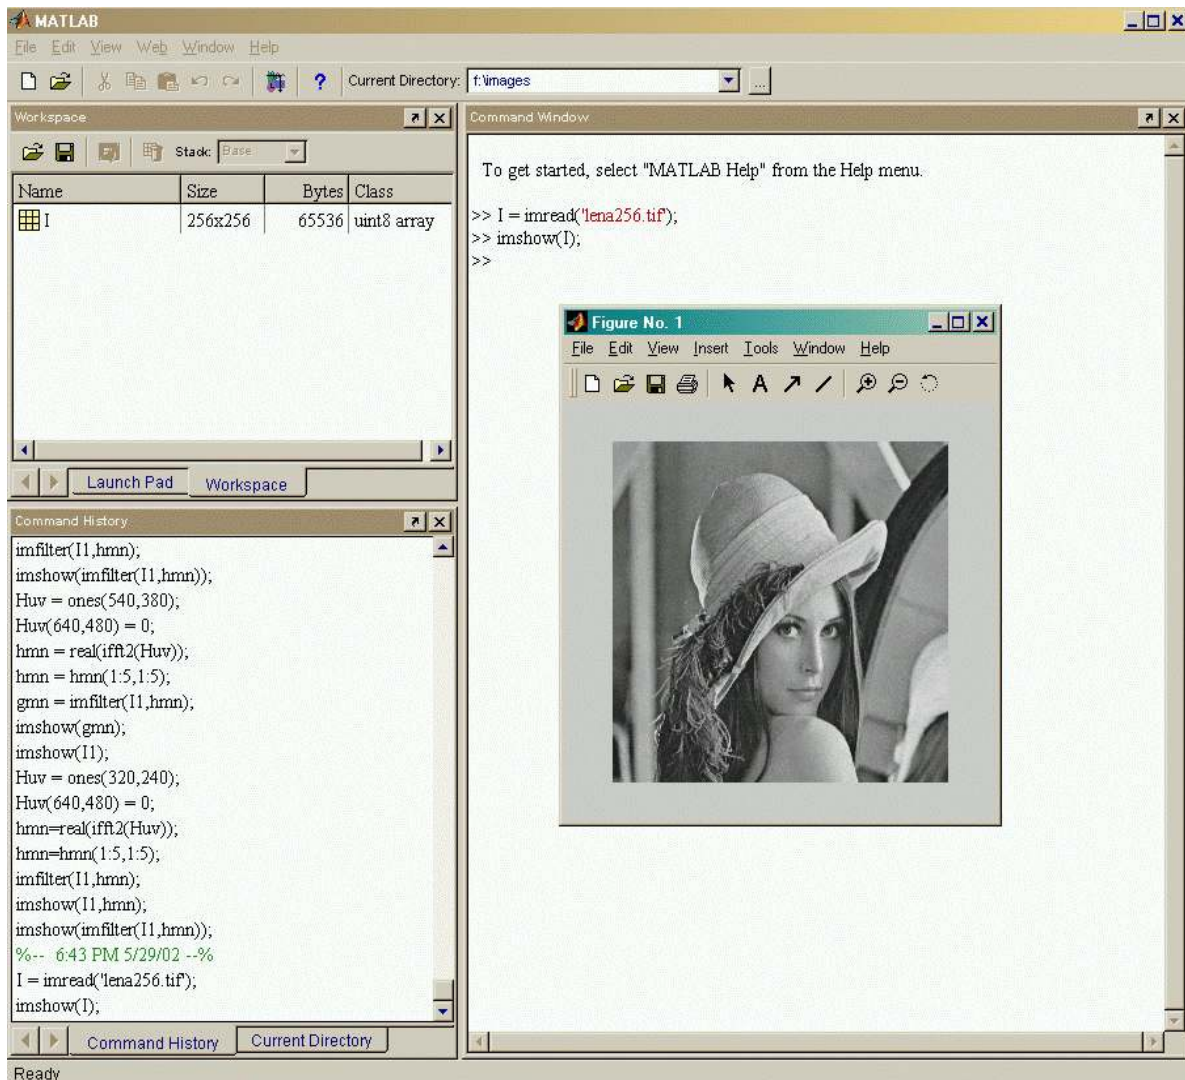 MATLAB
File Edit View Web Window Help
? Current Directory: f:\images ...
Workspace
Stack: Base
Name Size Bytes Class
I 256x256 65536 uint8 array
Launch Pad Workspace
Command History
imfilter(I1,hmn);
imshow(imfilter(I1,hmn));
Huv = ones(540,380);
Huv(640,480) = 0;
hmn = real(ifft2(Huv));
hmn = hmn(1:5,1:5);
gmn = imfilter(I1,hmn);
imshow(gmn);
imshow(I1);
Huv = ones(320,240);
Huv(640,480) = 0;
hmn=real(ifft2(Huv));
hmn=hmn(1:5,1:5);
imfilter(I1,hmn);
imshow(I1,hmn);
imshow(imfilter(I1,hmn));
%-- 6:43 PM 5/29/02 --%
I = imread('lena256.tif');
imshow(I);
Command History Current Directory
Command Window
To get started, select "MATLAB Help" from the Help menu.
>> I = imread('lena256.tif');
>> imshow(I);
>>
Figure No. 1
File Edit View Insert Tools Window Help
A
Ready